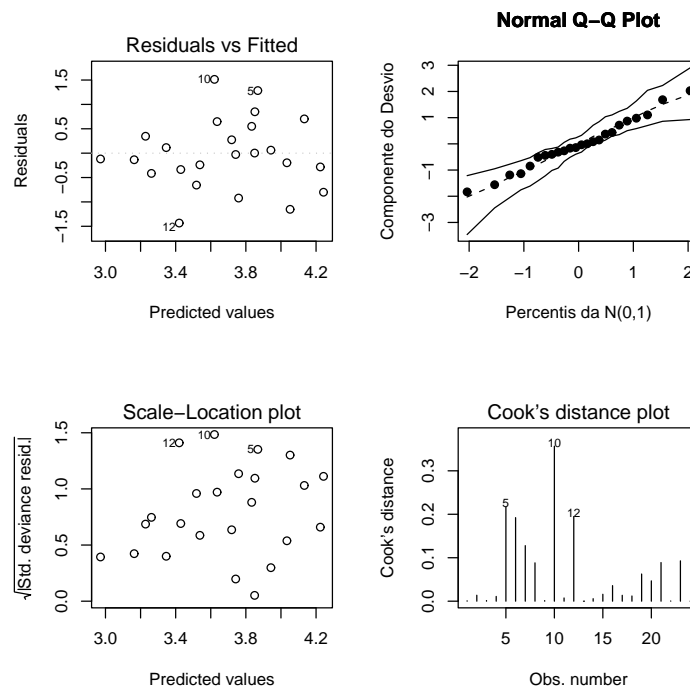 Residuals vs Fitted
Residuals
1.5
0.5
−0.5
−1.5
10
5
12
3.0 3.4 3.8 4.2
Predicted values
Normal Q−Q Plot
Componente do Desvio
3
2
1
−1
−3
−2 −1 0 1 2
Percentis da N(0,1)
Scale−Location plot
√|Std. deviance resid.|
1.5
1.0
0.5
0.0
12
10
5
3.0 3.4 3.8 4.2
Predicted values
Cook's distance plot
Cook's distance
0.3
0.2
0.1
0.0
10
5
12
5 10 15 20
Obs. number